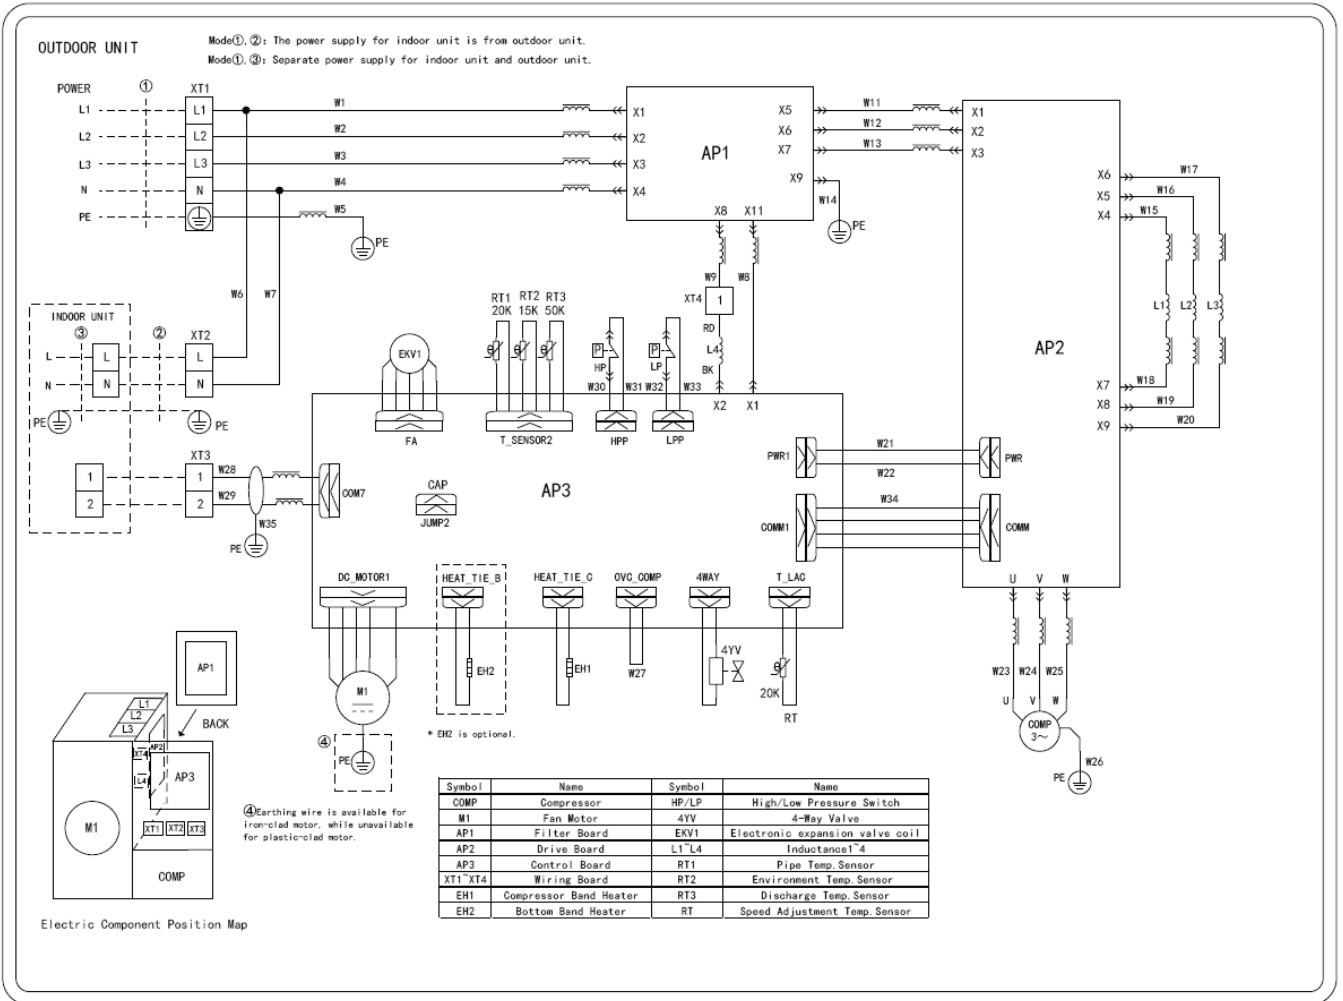 OUTDOOR UNIT
Mode①,②: The power supply for indoor unit is from outdoor unit.
Mode①,③: Separate power supply for indoor unit and outdoor unit.
POWER ① XT1
L1 L1 W1 X1 X5 W11 X1
L2 L2 W2 X2 X6 W12 X2
L3 L3 W3 X3 AP1 X7 W13 X3
N N W4 X4 X9 W14 PE
PE W5 PE
X8 X11
X6 W17
X5 W16
X4 W15
W6 W7
W9 W8
XT4 1
RD
L4
BK
X2 X1
RT1 RT2 RT3
20K 15K 50K
L1 L2 L3
AP2
INDOOR UNIT
③ ② XT2
L L L
N N N
PE PE
EKV1
P HP P LP
W30 W31 W32 W33
FA T_SENSOR2 HPP LPP
X7 W18
X8 W19
X9 W20
XT3
1 1 W28
2 2 W29
COM7
W35
PE
CAP
JUMP2
AP3
PWR1 W21 PWR
W22
W34
COMM1 COMM
DC_MOTOR1 HEAT_TIE_B HEAT_TIE_C OVC_COMP 4WAY T_LAC
U V W
M1 EH2 EH1 W27 4YV θ
20K
RT
W23 W24 W25
U V W
COMP
3~
W26
PE
* EH2 is optional.
④
PE
AP1
BACK
L1
L2
L3
XT4 AP2
L4 AP3
M1 XT1 XT2 XT3
COMP
Electric Component Position Map
④Earthing wire is available for
iron-clad motor, while unavailable
for plastic-clad motor.
Symbol Name Symbol Name
COMP Compressor HP/LP High/Low Pressure Switch
M1 Fan Motor 4YV 4-Way Valve
AP1 Filter Board EKV1 Electronic expansion valve coil
AP2 Drive Board L1~L4 Inductance1~4
AP3 Control Board RT1 Pipe Temp.Sensor
XT1~XT4 Wiring Board RT2 Environment Temp.Sensor
EH1 Compressor Band Heater RT3 Discharge Temp.Sensor
EH2 Bottom Band Heater RT Speed Adjustment Temp.Sensor